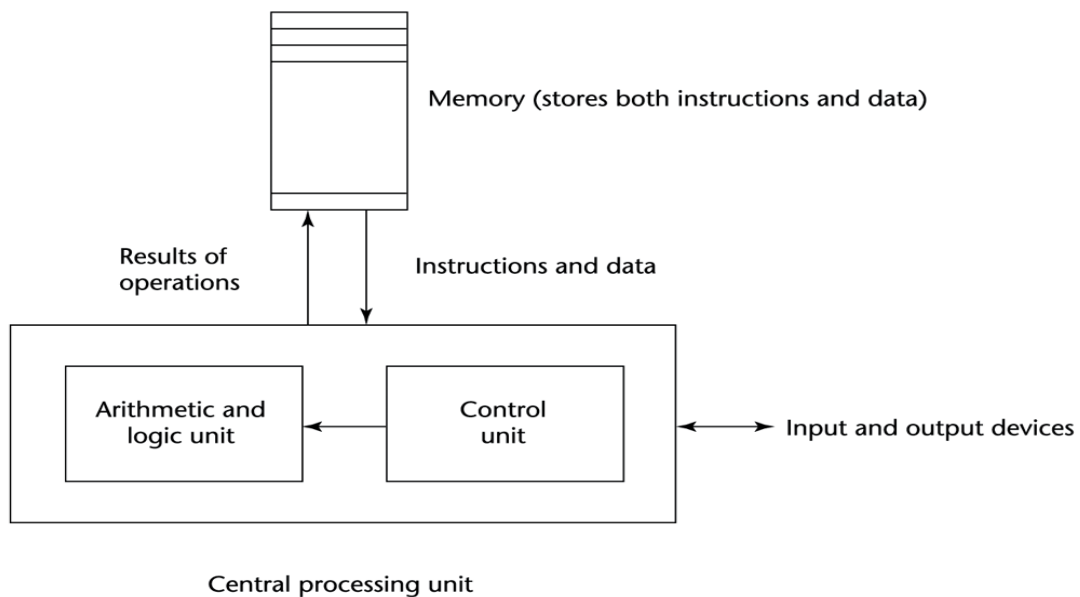 Memory (stores both instructions and data)
Results of
operations
Instructions and data
Arithmetic and
logic unit
Control
unit
Input and output devices
Central processing unit